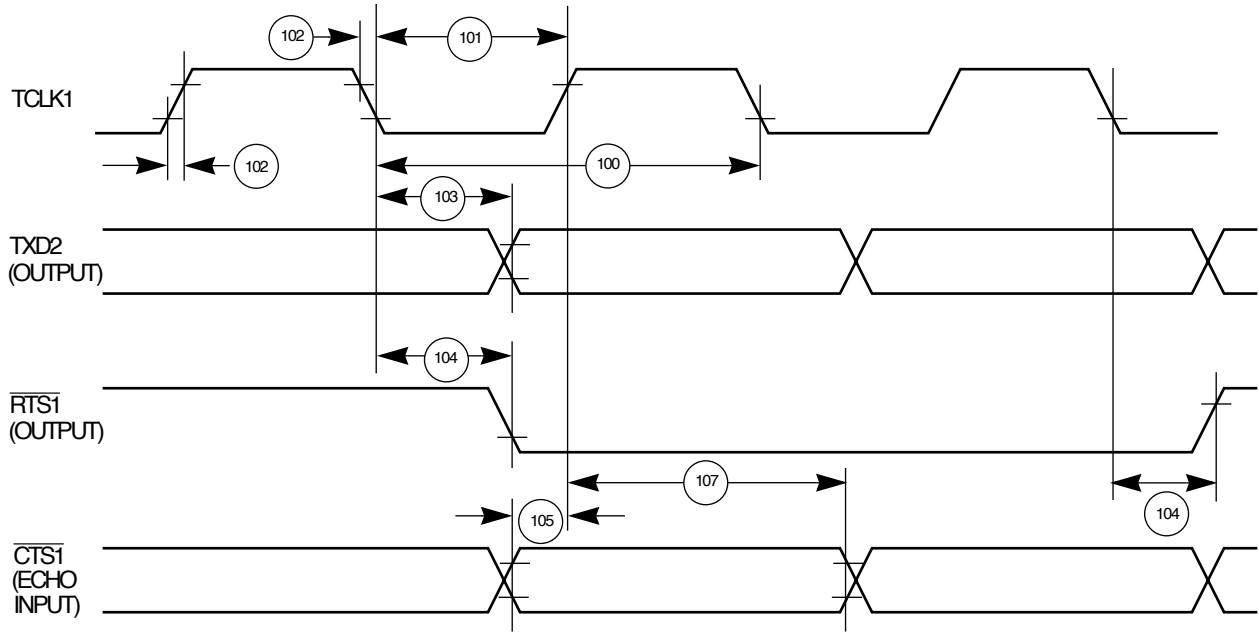 102
101
TCLK1
102
100
103
TXD2
(OUTPUT)
104
RTS1
(OUTPUT)
107
105
104
CTS1
(ECHO
INPUT)